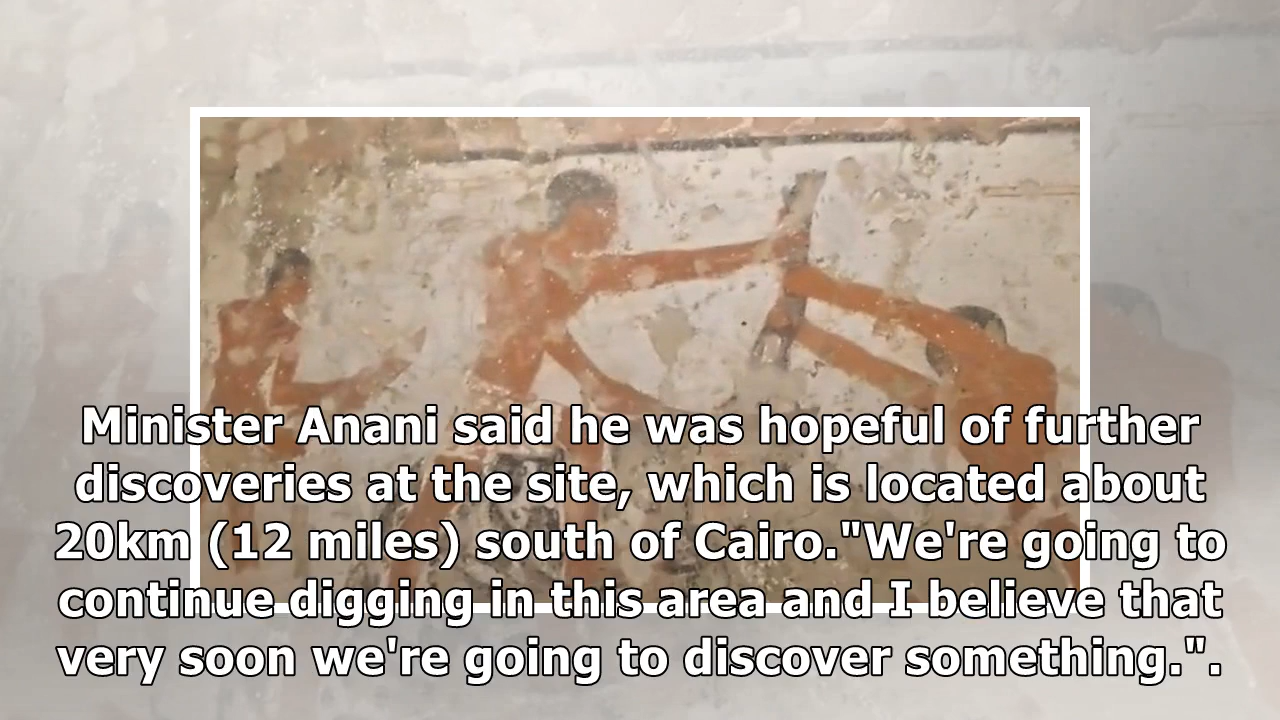 Minister Anani said he was hopeful of further
discoveries at the site, which is located about
20km (12 miles) south of Cairo."We're going to
continue digging in this area and I believe that
very soon we're going to discover something.".